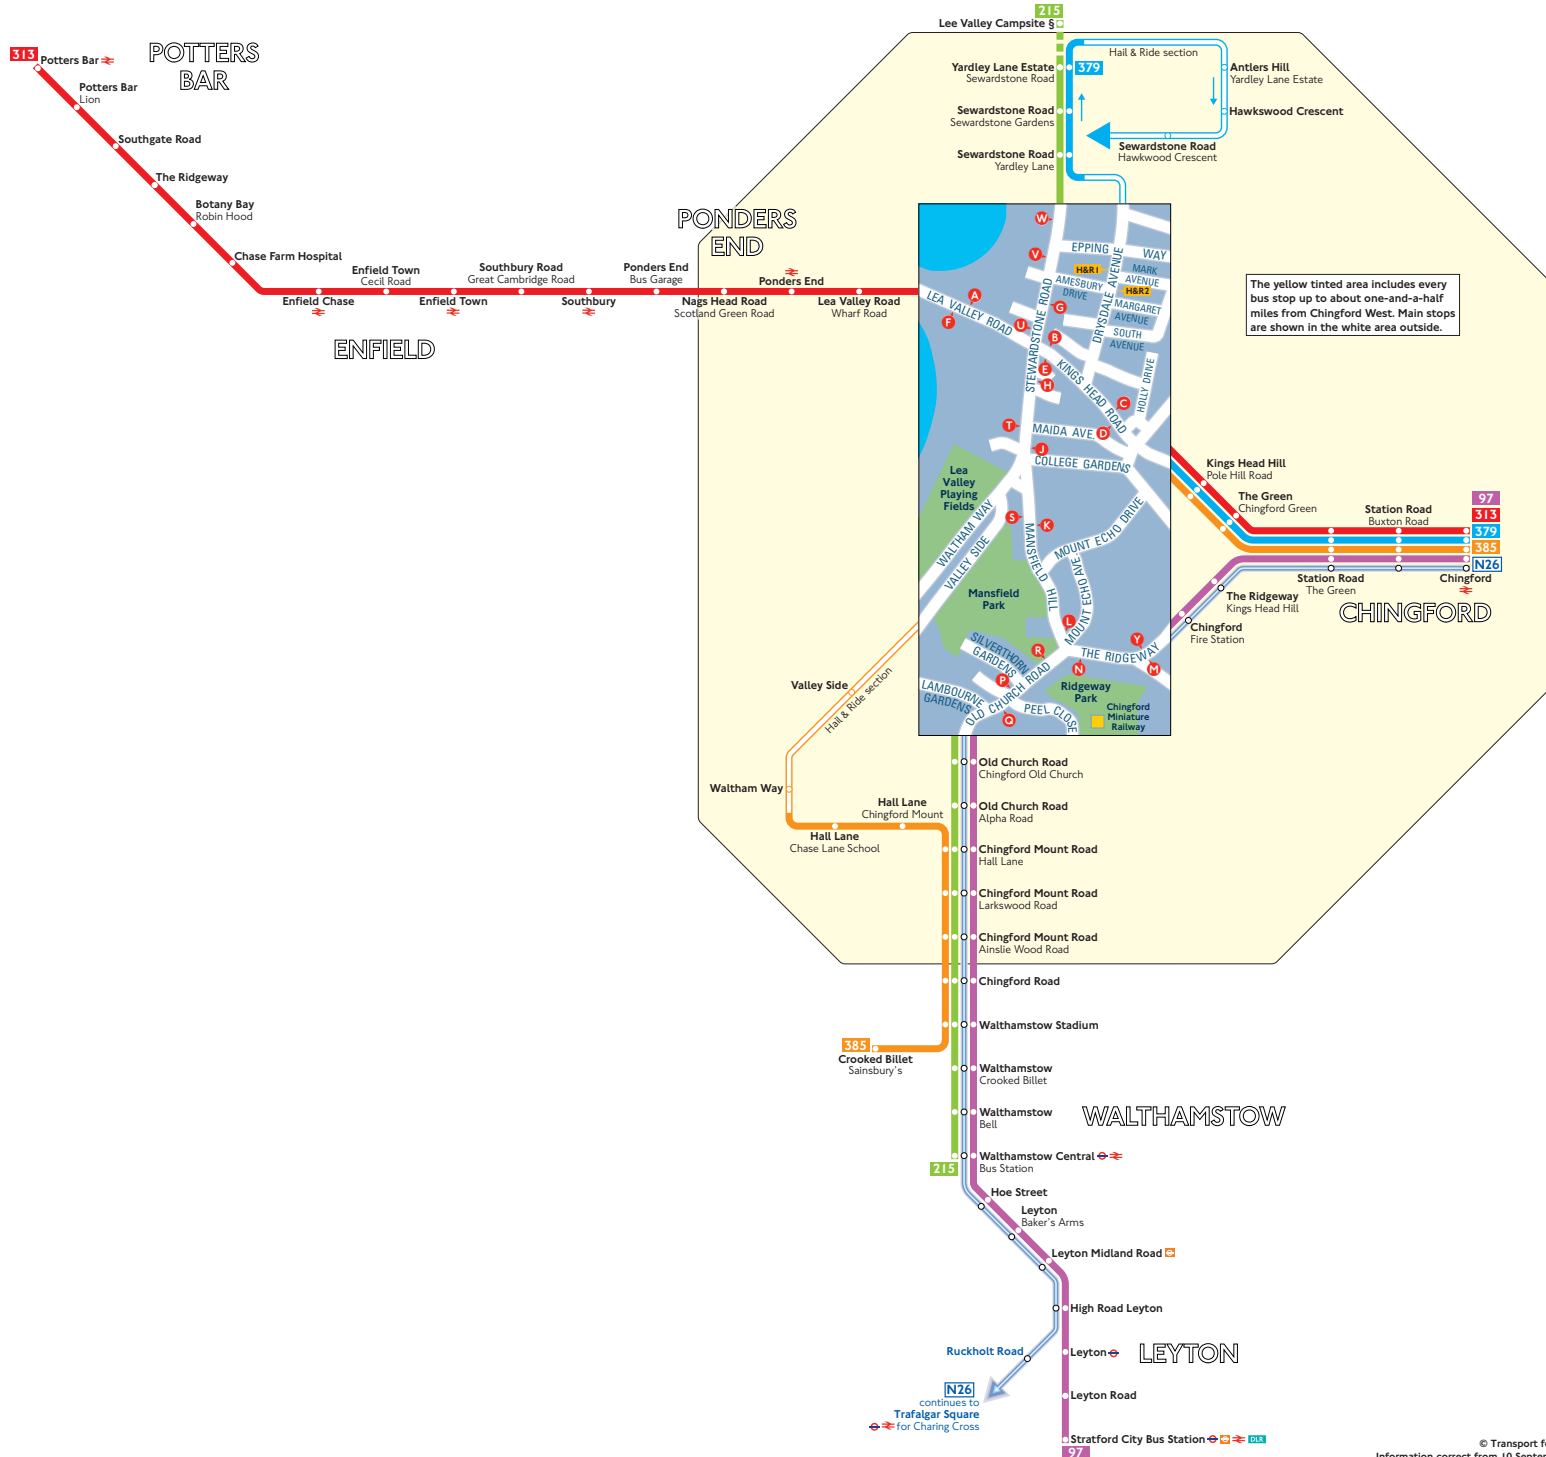 215
Lee Valley Campsite §
313
Potters Bar
POTTERS
BAR
Potters Bar
Lion
Southgate Road
The Ridgeway
Botany Bay
Robin Hood
Chase Farm Hospital
Enfield Chase
Enfield Town
Cecil Road
Enfield Town
Southbury Road
Great Cambridge Road
Southbury
Ponders End
Bus Garage
PONDERS
END
Nags Head Road
Scotland Green Road
Ponders End
Lea Valley Road
Wharf Road
ENFIELD
Yardley Lane Estate
Sewardstone Road
379
Sewardstone Road
Sewardstone Gardens
Sewardstone Road
Yardley Lane
Hail & Ride section
Antlers Hill
Yardley Lane Estate
Hawkswood Crescent
Sewardstone Road
Hawkwood Crescent
The yellow tinted area includes every
bus stop up to about one-and-a-half
miles from Chingford West. Main stops
are shown in the white area outside.
W
V
EPPING WAY
H&R1
MARK
AVENUE
H&R2
AMESBURY
DRIVE
MARGARET
AVENUE
SOUTH
AVENUE
DRYSDALE AVENUE
STEWARDSTONE ROAD
LEA VALLEY ROAD
A
F
G
U
B
E
H
KINGS HEAD ROAD
HOLLY DRIVE
C
D
T
MAIDA AVE
J
COLLEGE GARDENS
Lea
Valley
Playing
Fields
S
K
WALTHAM WAY
VALLEY SIDE
MANSFIELD HILL
MOUNT ECHO DRIVE
MOUNT ECHO AVE
Mansfield
Park
L
R
Y
M
N
THE RIDGEWAY
SILVERTHORN
GARDENS
P
Q
LAMBOURNE
GARDENS
OLD CHURCH ROAD
PEEL CLOSE
Ridgeway
Park
Chingford
Miniature
Railway
Kings Head Hill
Pole Hill Road
The Green
Chingford Green
Station Road
Buxton Road
97
313
379
385
N26
Station Road
The Green
Chingford
The Ridgeway
Kings Head Hill
Chingford
Fire Station
CHINGFORD
Valley Side
Hail & Ride section
Waltham Way
Hall Lane
Chingford Mount
Hall Lane
Chase Lane School
Old Church Road
Chingford Old Church
Old Church Road
Alpha Road
Chingford Mount Road
Hall Lane
Chingford Mount Road
Larkswood Road
Chingford Mount Road
Ainslie Wood Road
Chingford Road
Walthamstow Stadium
385
Crooked Billet
Sainsbury's
Walthamstow
Crooked Billet
Walthamstow
Bell
WALTHAMSTOW
Walthamstow Central
Bus Station
215
Hoe Street
Leyton
Baker's Arms
Leyton Midland Road
High Road Leyton
Ruckholt Road
Leyton
LEYTON
N26
continues to
Trafalgar Square
for Charing Cross
Leyton Road
Stratford City Bus Station
DLR
97
© Transport fo
Information correct from 10 Septem